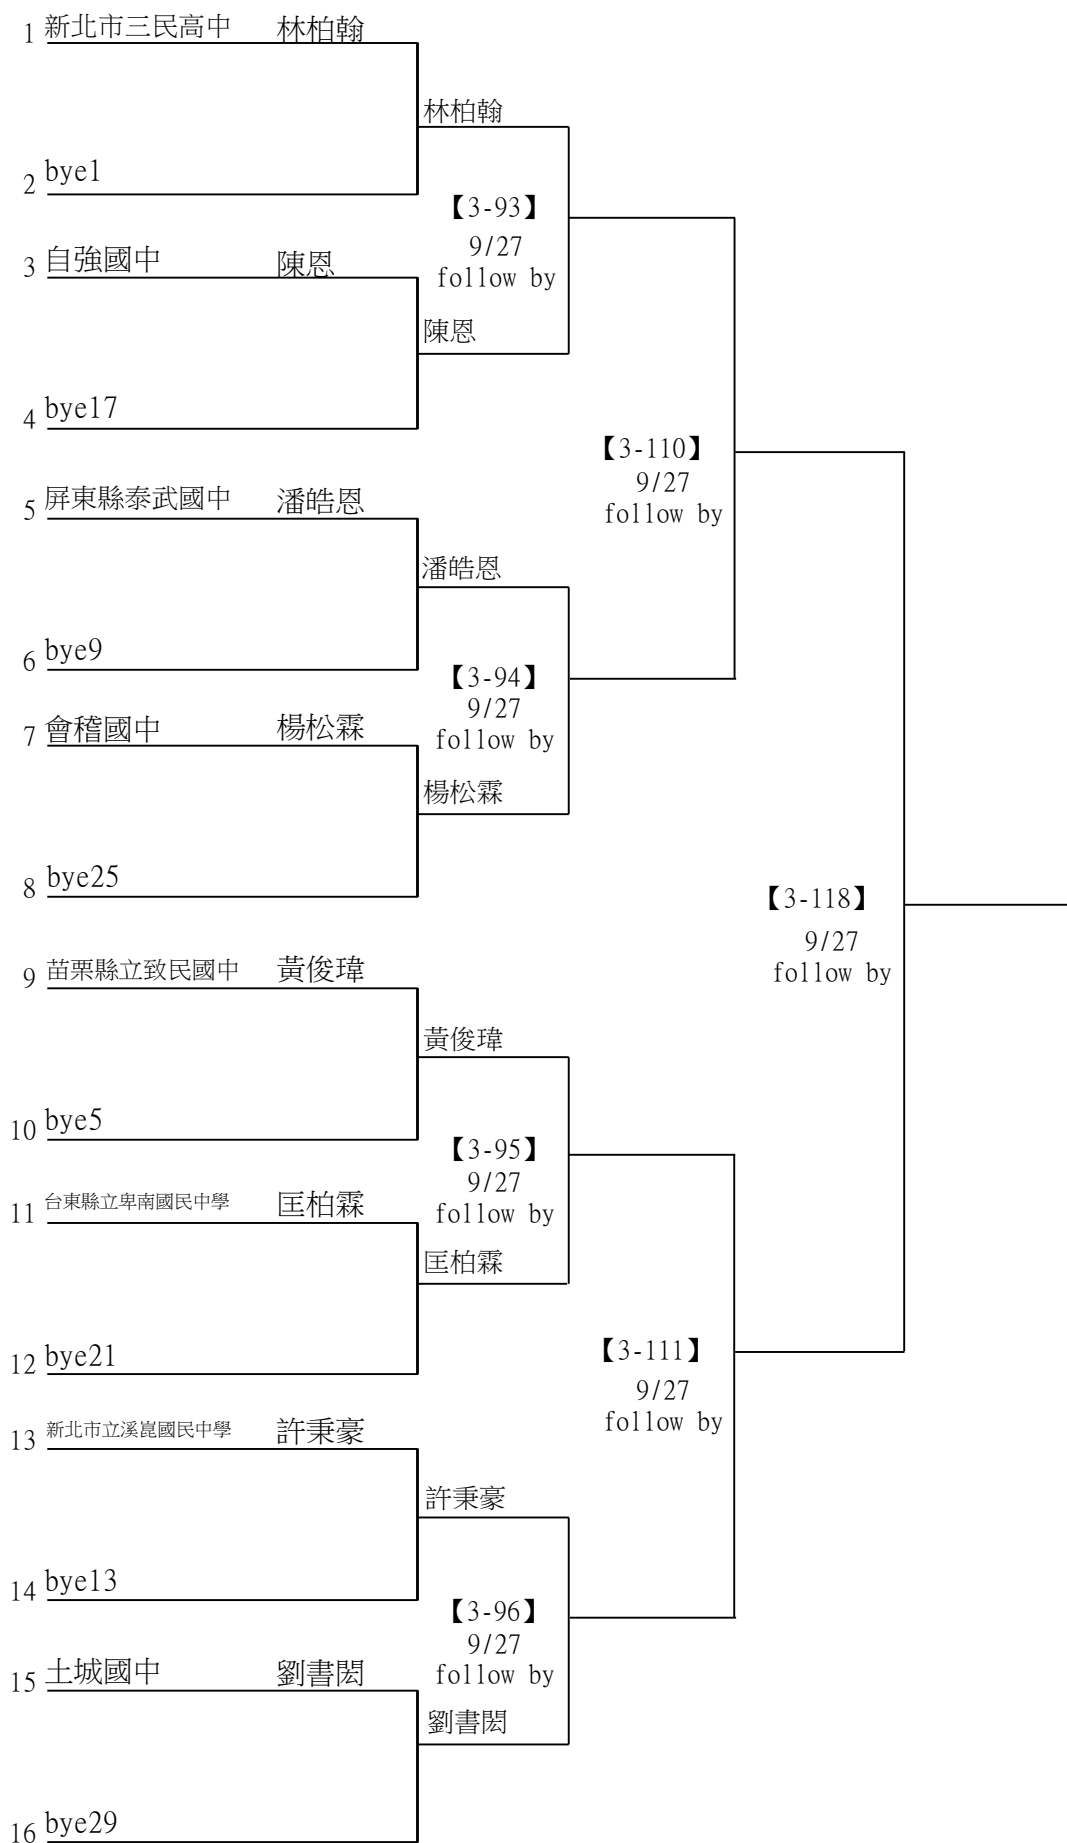 1 新北市三民高中 林柏翰
林柏翰
2 bye1
【3-93】
9/27
follow by
3 自強國中 陳恩
陳恩
4 bye17
【3-110】
9/27
follow by
5 屏東縣泰武國中 潘皓恩
潘皓恩
6 bye9
【3-94】
9/27
follow by
7 會稽國中 楊松霖
楊松霖
8 bye25
【3-118】
9/27
follow by
9 苗栗縣立致民國中 黃俊瑋
黃俊瑋
10 bye5
【3-95】
9/27
follow by
11 台東縣立卑南國民中學 匡柏霖
匡柏霖
12 bye21
【3-111】
9/27
follow by
13 新北市立溪崑國民中學 許秉豪
許秉豪
14 bye13
【3-96】
9/27
follow by
15 土城國中 劉書閎
劉書閎
16 bye29